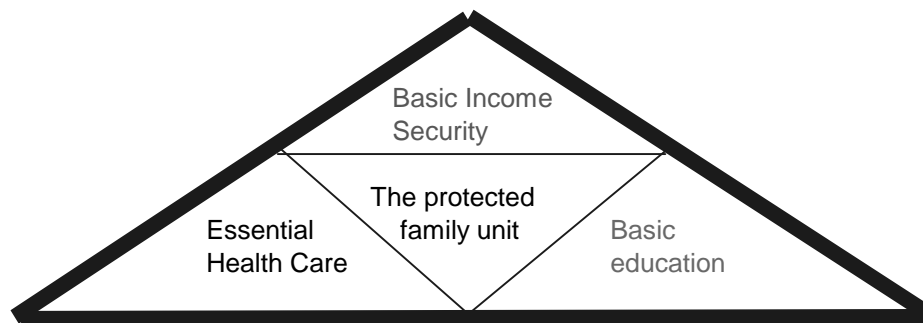 Basic Income
Security
The protected
family unit
Essential
Health Care
Basic
education